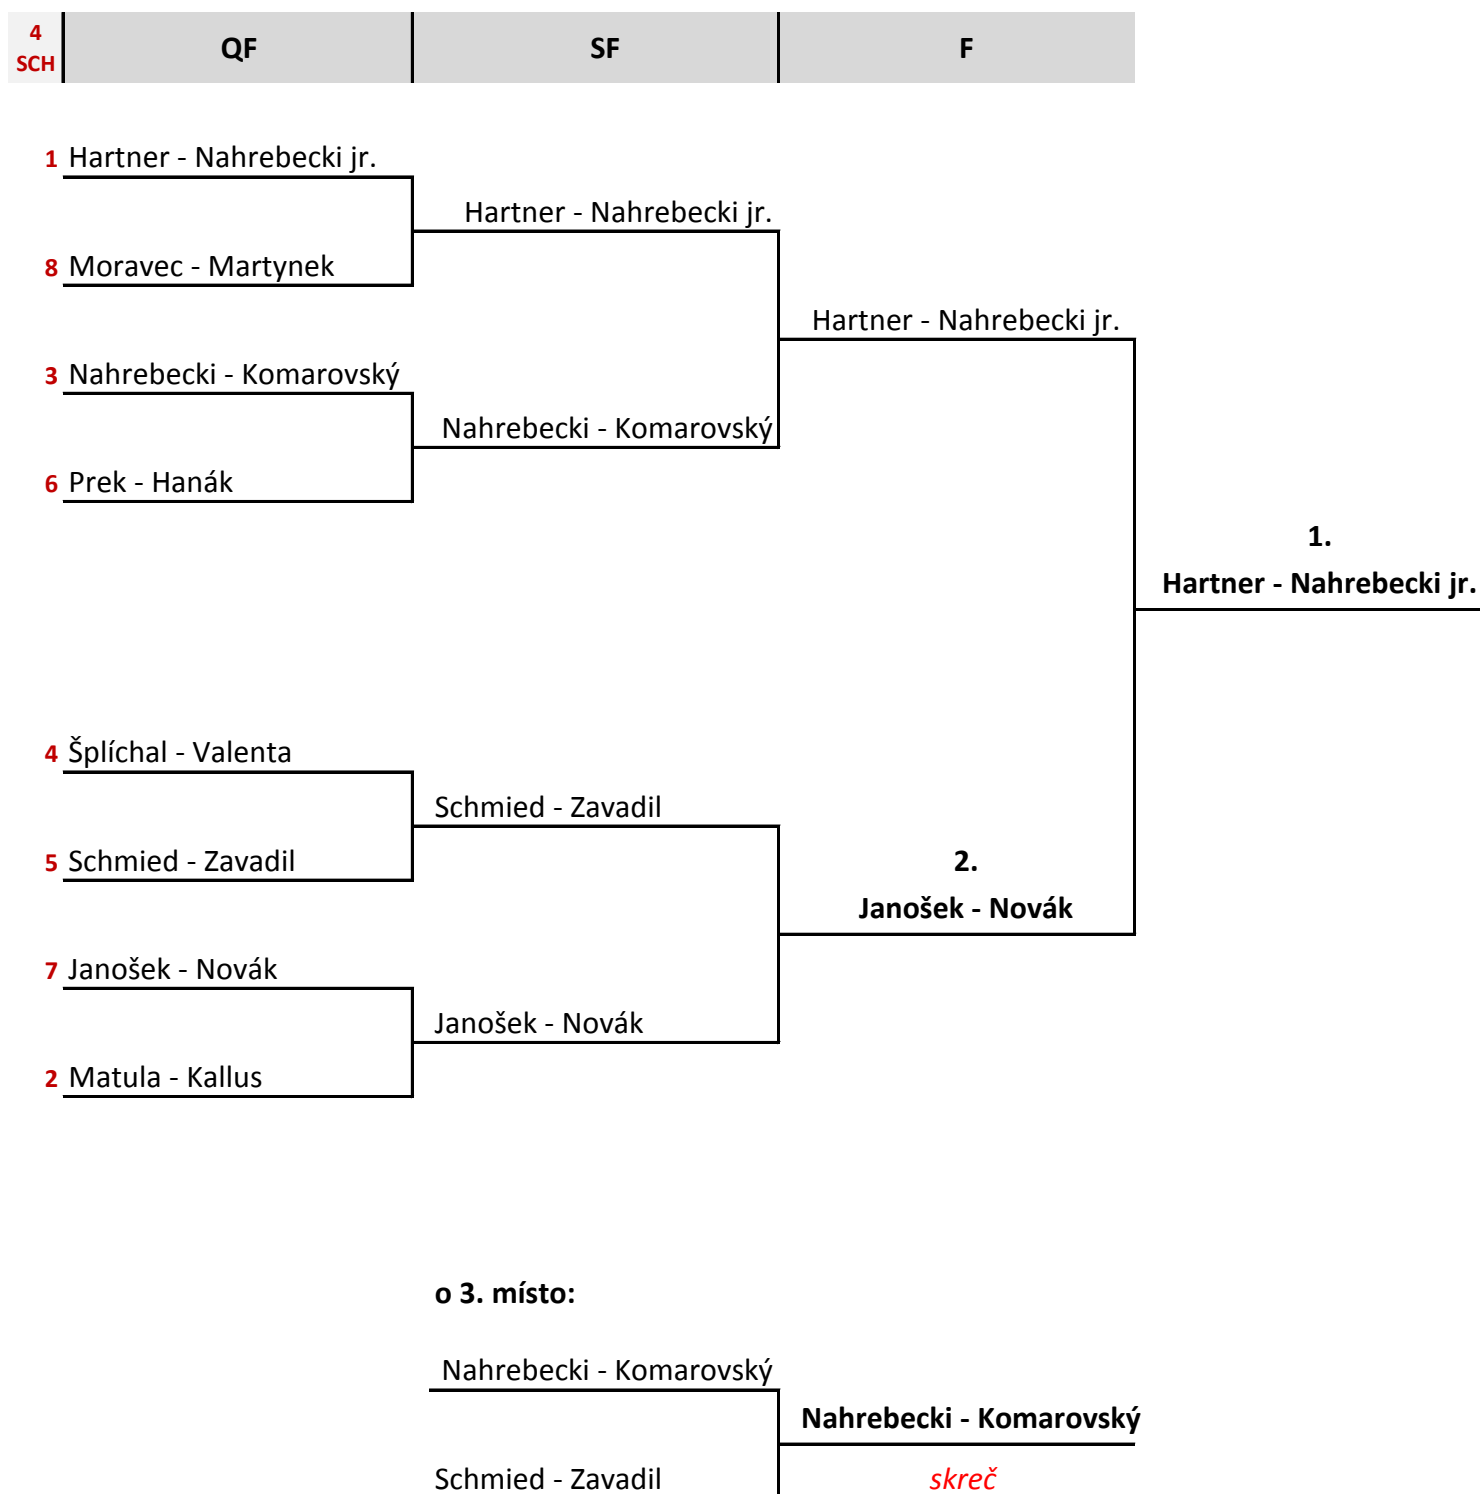 4
SCH
QF
SF
F
1 Hartner - Nahrebecki jr.
Hartner - Nahrebecki jr.
8 Moravec - Martynek
Hartner - Nahrebecki jr.
3 Nahrebecki - Komarovský
Nahrebecki - Komarovský
6 Prek - Hanák
1.
Hartner - Nahrebecki jr.
4 Šplíchal - Valenta
Schmied - Zavadil
5 Schmied - Zavadil
2.
Janošek - Novák
7 Janošek - Novák
Janošek - Novák
2 Matula - Kallus
o 3. místo:
Nahrebecki - Komarovský
Nahrebecki - Komarovský
Schmied - Zavadil
skreč